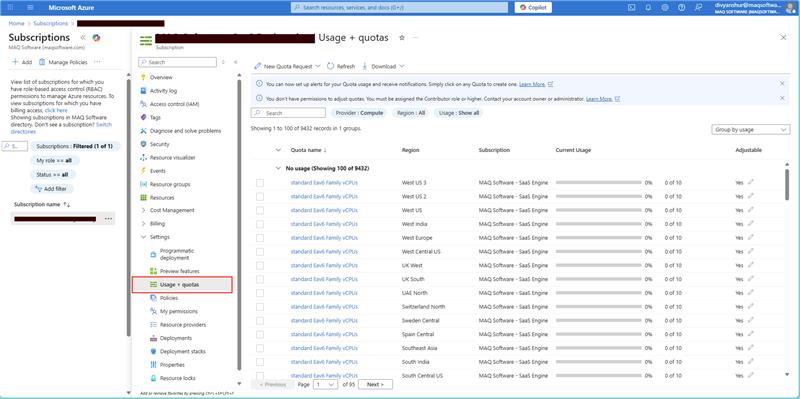 Microsoft Azure
Search resources, services, and docs (G+/)
Copilot
divyanshur@maqsoftwa...
MAQ SOFTWARE (MAQSOFTWAR...
Home > Subscriptions >
Subscriptions
MAQ Software (maqsoftware.com)
Add
Manage Policies
View list of subscriptions for which you
have role-based access control (RBAC)
permissions to manage Azure resources. To
view subscriptions for which you have
billing access, click here
Showing subscriptions in MAQ Software
directory. Don't see a subscription? Switch
directories
S...
Subscriptions : Filtered (1 of 1)
My role == all
Status == all
Add filter
Subscription name
Usage + quotas
Subscription
Search
Overview
Activity log
Access control (IAM)
Tags
Diagnose and solve problems
Security
Resource visualizer
Events
Resource groups
Resources
Cost Management
Billing
Settings
Programmatic
deployment
Preview features
Usage + quotas
Policies
My permissions
Resource providers
Deployments
Deployment stacks
Properties
Resource locks
Add or remove favorites by pressing Ctrl+Shift+F
New Quota Request
Refresh
Download
You can now set up alerts for your Quota usage and receive notifications. Simply click on any Quota to create one. Learn More.
You don't have permissions to adjust quotas. You must be assigned the Contributor role or higher. Contact your account owner or administrator. Learn More.
Search
Provider : Compute
Region : All
Usage : Show all
Showing 1 to 100 of 9432 records in 1 groups.
Group by usage
Quota name ↓ Region Subscription Current Usage Adjustable
No usage (Showing 100 of 9432)
standard Eav6 Family vCPUs West US 3 MAQ Software - SaaS Engine 0% 0 of 10 Yes
standard Eav6 Family vCPUs West US 2 MAQ Software - SaaS Engine 0% 0 of 10 Yes
standard Eav6 Family vCPUs West US MAQ Software - SaaS Engine 0% 0 of 10 Yes
standard Eav6 Family vCPUs West India MAQ Software - SaaS Engine 0% 0 of 10 Yes
standard Eav6 Family vCPUs West Europe MAQ Software - SaaS Engine 0% 0 of 10 Yes
standard Eav6 Family vCPUs West Central US MAQ Software - SaaS Engine 0% 0 of 10 Yes
standard Eav6 Family vCPUs UK West MAQ Software - SaaS Engine 0% 0 of 10 Yes
standard Eav6 Family vCPUs UK South MAQ Software - SaaS Engine 0% 0 of 10 Yes
standard Eav6 Family vCPUs UAE North MAQ Software - SaaS Engine 0% 0 of 10 Yes
standard Eav6 Family vCPUs Switzerland North MAQ Software - SaaS Engine 0% 0 of 10 Yes
standard Eav6 Family vCPUs Sweden Central MAQ Software - SaaS Engine 0% 0 of 10 Yes
standard Eav6 Family vCPUs Spain Central MAQ Software - SaaS Engine 0% 0 of 10 Yes
standard Eav6 Family vCPUs Southeast Asia MAQ Software - SaaS Engine 0% 0 of 10 Yes
standard Eav6 Family vCPUs South India MAQ Software - SaaS Engine 0% 0 of 10 Yes
standard Eav6 Family vCPUs South Central US MAQ Software - SaaS Engine 0% 0 of 10 Yes
< Previous Page 1 of 95 Next >